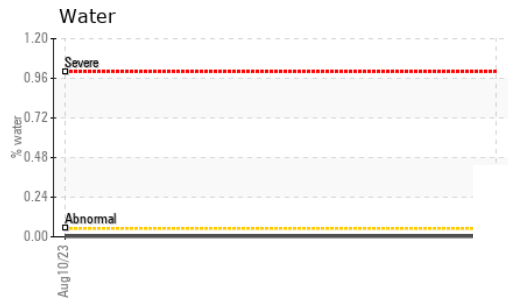 Water
1.20
Severe
0.96
0.72
% water
0.48
0.24
Abnormal
0.00
Aug10/23